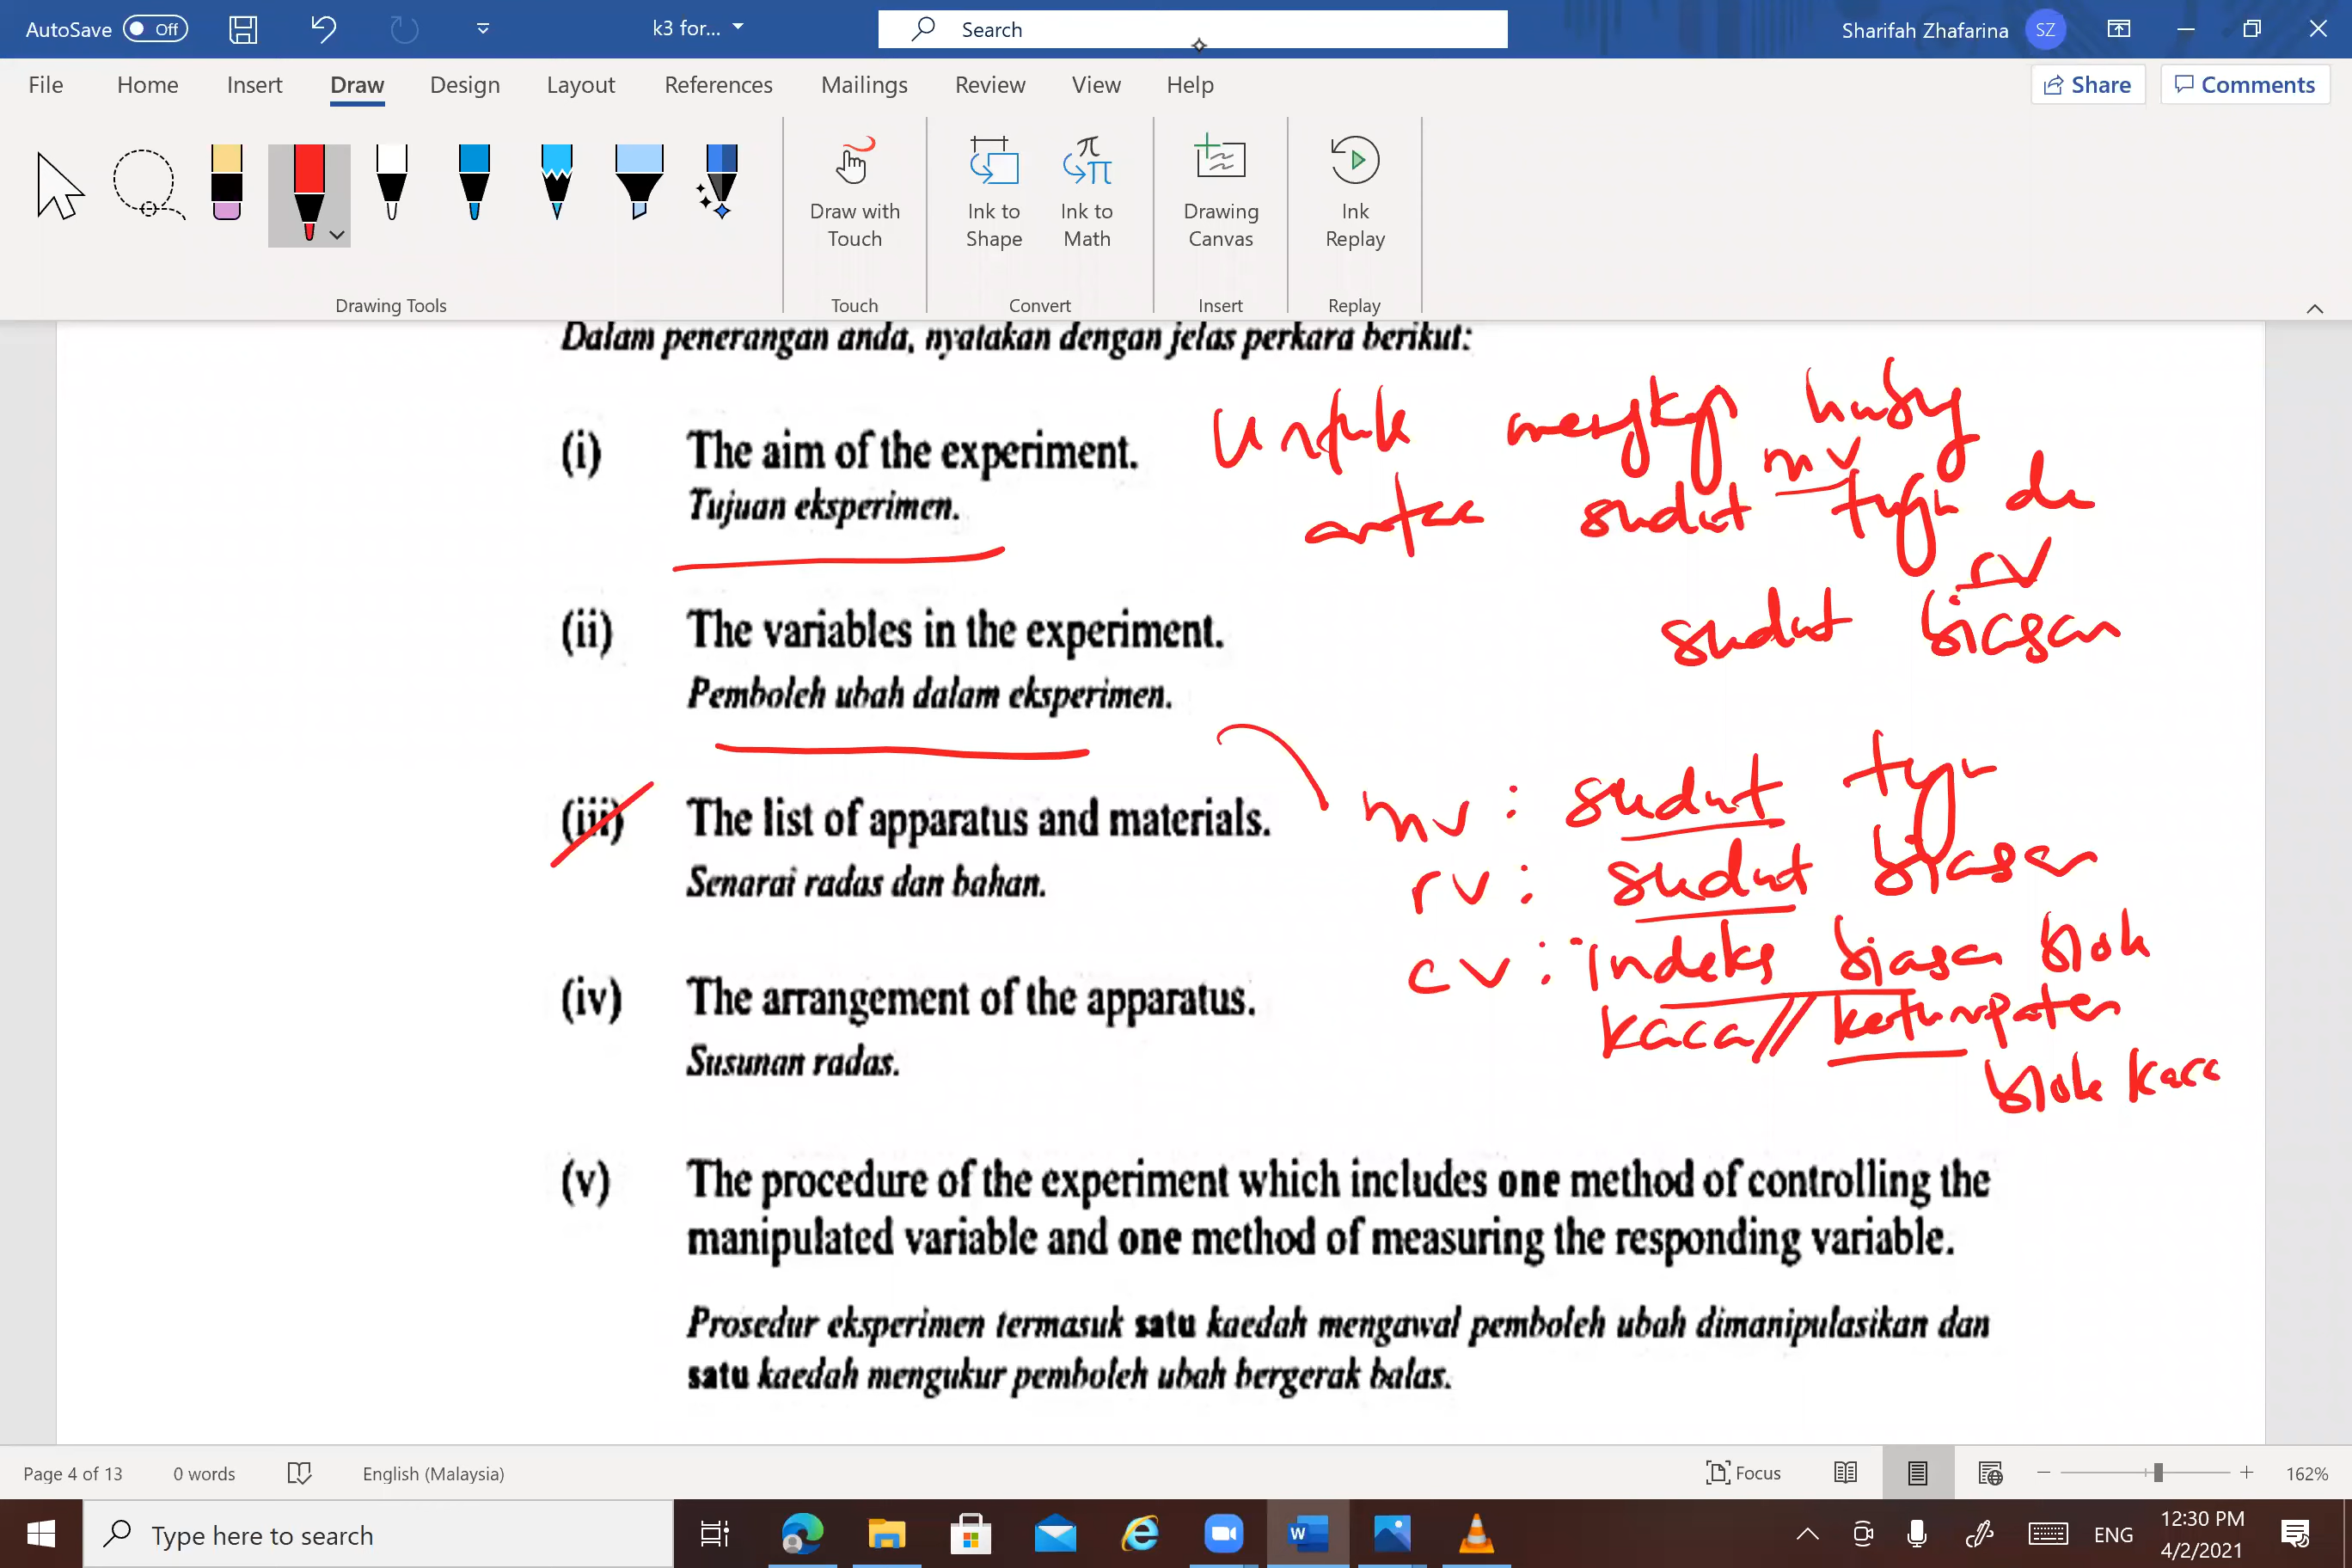 AutoSave Off k3 for... Search Sharifah Zhafarina SZ
File Home Insert Draw Design Layout References Mailings Review View Help Share Comments
Draw with Touch
Ink to Shape
Ink to Math
Drawing Canvas
Ink Replay
Drawing Tools Touch Convert Insert Replay
Dalam penerangan anda, nyatakan dengan jelas perkara berikut:
(i) The aim of the experiment.
Tujuan eksperimen.
Untuk
mv
sudut
rv
sudut biasan
(ii) The variables in the experiment.
Pemboleh ubah dalam eksperimen.
(iii) The list of apparatus and materials.
Senarai radas dan bahan.
mv : sudut
rv : sudut biasan
cv : indeks biasan blok
kaca//
blok kaca
(iv) The arrangement of the apparatus.
Susunan radas.
(v) The procedure of the experiment which includes one method of controlling the
manipulated variable and one method of measuring the responding variable.
Prosedur eksperimen termasuk satu kaedah mengawal pemboleh ubah dimanipulasikan dan
satu kaedah mengukur pemboleh ubah bergerak balas.
Page 4 of 13 0 words English (Malaysia) Focus 162%
Type here to search ENG 12:30 PM
4/2/2021